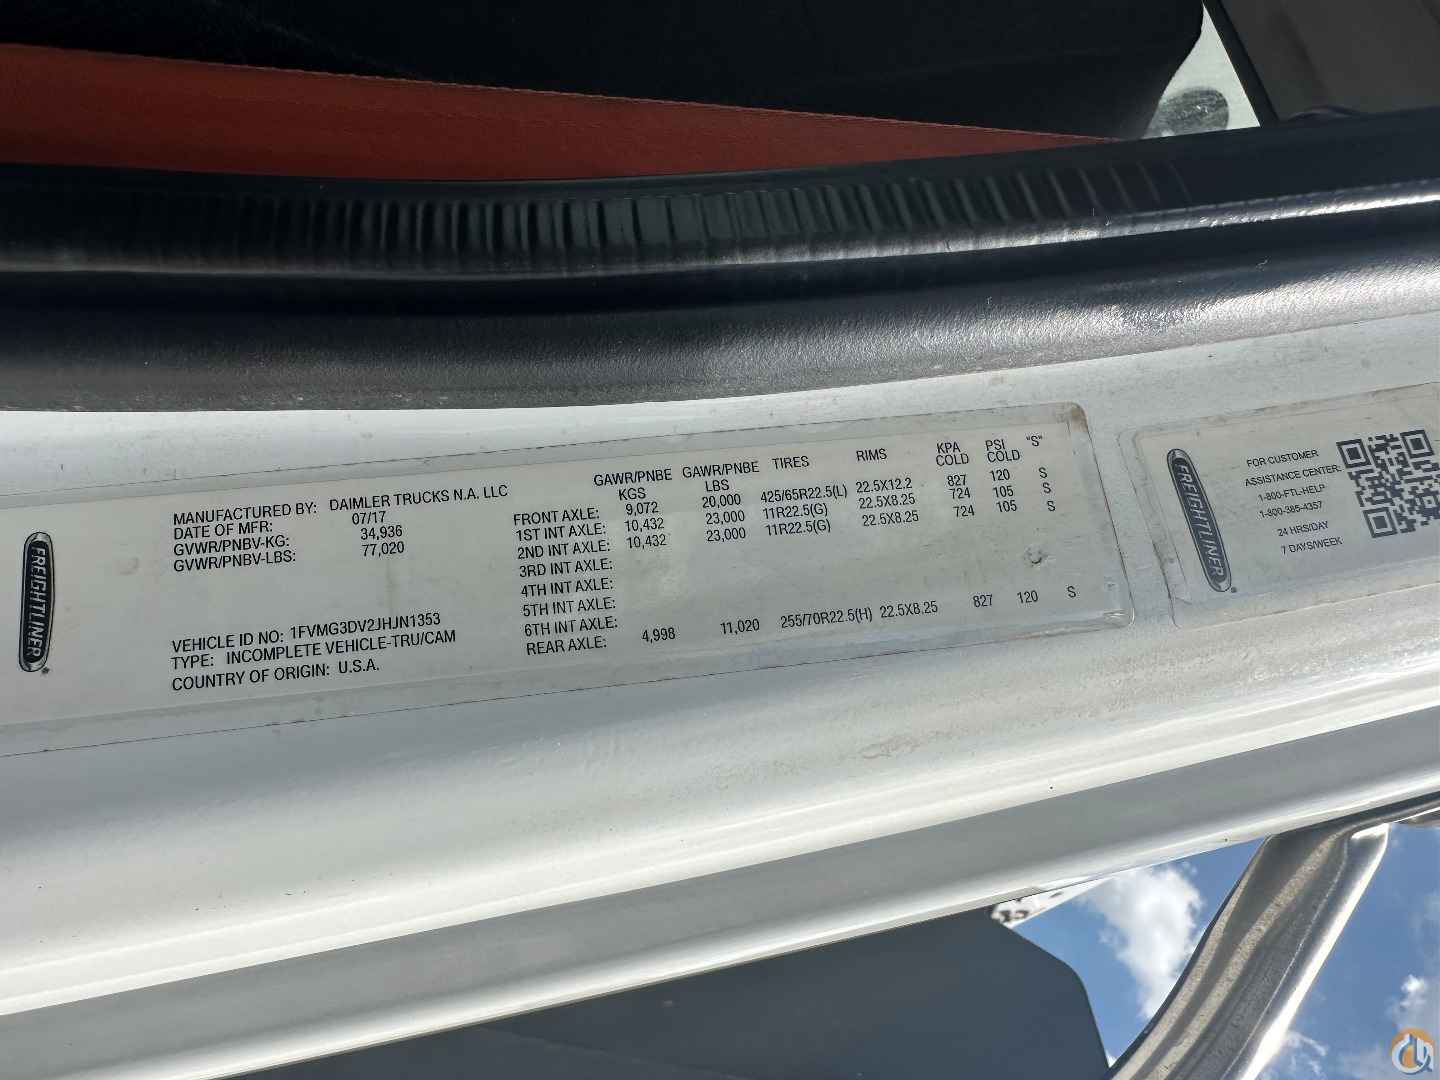 FREIGHTLINER
MANUFACTURED BY: DAIMLER TRUCKS N.A. LLC
DATE OF MFR: 07/17
GVWR/PNBV-KG: 34,936
GVWR/PNBV-LBS: 77,020
VEHICLE ID NO: 1FVMG3DV2JHJN1353
TYPE: INCOMPLETE VEHICLE-TRU/CAM
COUNTRY OF ORIGIN: U.S.A.
GAWR/PNBE KGS GAWR/PNBE LBS TIRES RIMS KPA COLD PSI COLD "S"
FRONT AXLE: 9,072 20,000 425/65R22.5(L) 22.5X12.2 827 120 S
1ST INT AXLE: 10,432 23,000 11R22.5(G) 22.5X8.25 724 105 S
2ND INT AXLE: 10,432 23,000 11R22.5(G) 22.5X8.25 724 105 S
3RD INT AXLE:
4TH INT AXLE:
5TH INT AXLE:
6TH INT AXLE:
REAR AXLE: 4,998 11,020 255/70R22.5(H) 22.5X8.25 827 120 S
FREIGHTLINER
FOR CUSTOMER
ASSISTANCE CENTER:
1-800-FTL-HELP
1-800-385-4357
24 HRS/DAY
7 DAYS/WEEK